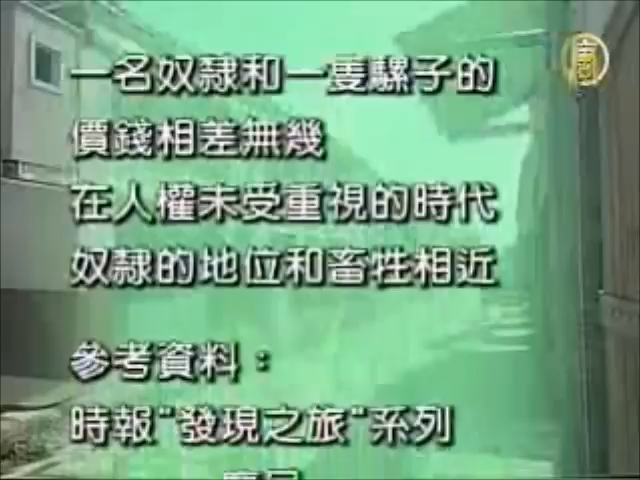 一名奴隸和一隻騾子的
價錢相差無幾
在人權未受重視的時代
奴隸的地位和畜牲相近
參考資料：
時報"發現之旅"系列